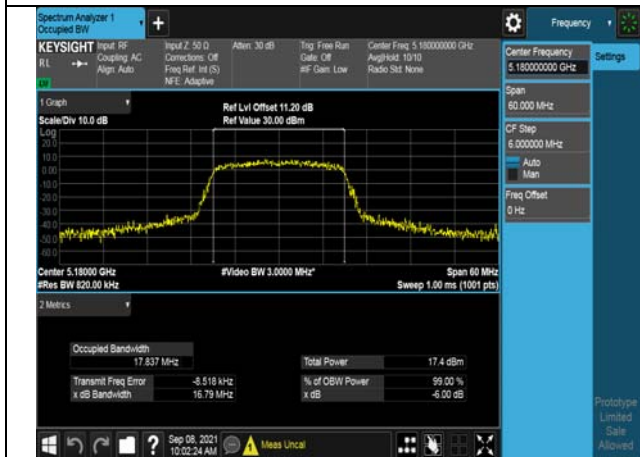 Spectrum Analyzer 1
Occupied BW
Frequency
KEYSIGHT Input: RF
Coupling: AC
Align: Auto
Input Z: 50 Ω
Corrections: Off
Freq Ref: Int (S)
NFE: Adaptive
Atten: 30 dB
Trig: Free Run
Gate: Off
#IF Gain: Low
Center Freq: 5.180000000 GHz
Avg|Hold: 10/10
Radio Std: None
R L
Center Frequency
5.180000000 GHz
Settings
Span
60.000 MHz
CF Step
6.000000 MHz
Auto
Man
Freq Offset
0 Hz
1 Graph
Scale/Div 10.0 dB
Ref Lvl Offset 11.20 dB
Ref Value 30.00 dBm
Log
20.0
10.0
0.00
-10.0
-20.0
-30.0
-40.0
-50.0
-60.0
Center 5.18000 GHz
#Res BW 820.00 kHz
#Video BW 3.0000 MHz*
Span 60 MHz
Sweep 1.00 ms (1001 pts)
2 Metrics
Occupied Bandwidth
17.837 MHz
Total Power 17.4 dBm
Transmit Freq Error -8.518 kHz
% of OBW Power 99.00 %
x dB Bandwidth 16.79 MHz
x dB -6.00 dB
Prototype
Limited
Sale
Allowed
Sep 08, 2021
10:02:24 AM
Meas Uncal